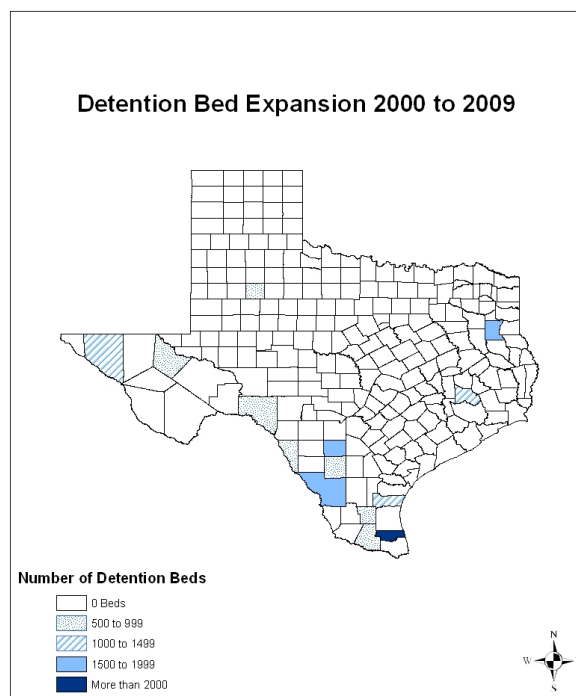 Detention Bed Expansion 2000 to 2009
Number of Detention Beds
0 Beds
500 to 999
1000 to 1499
1500 to 1999
More than 2000
N
W E
S